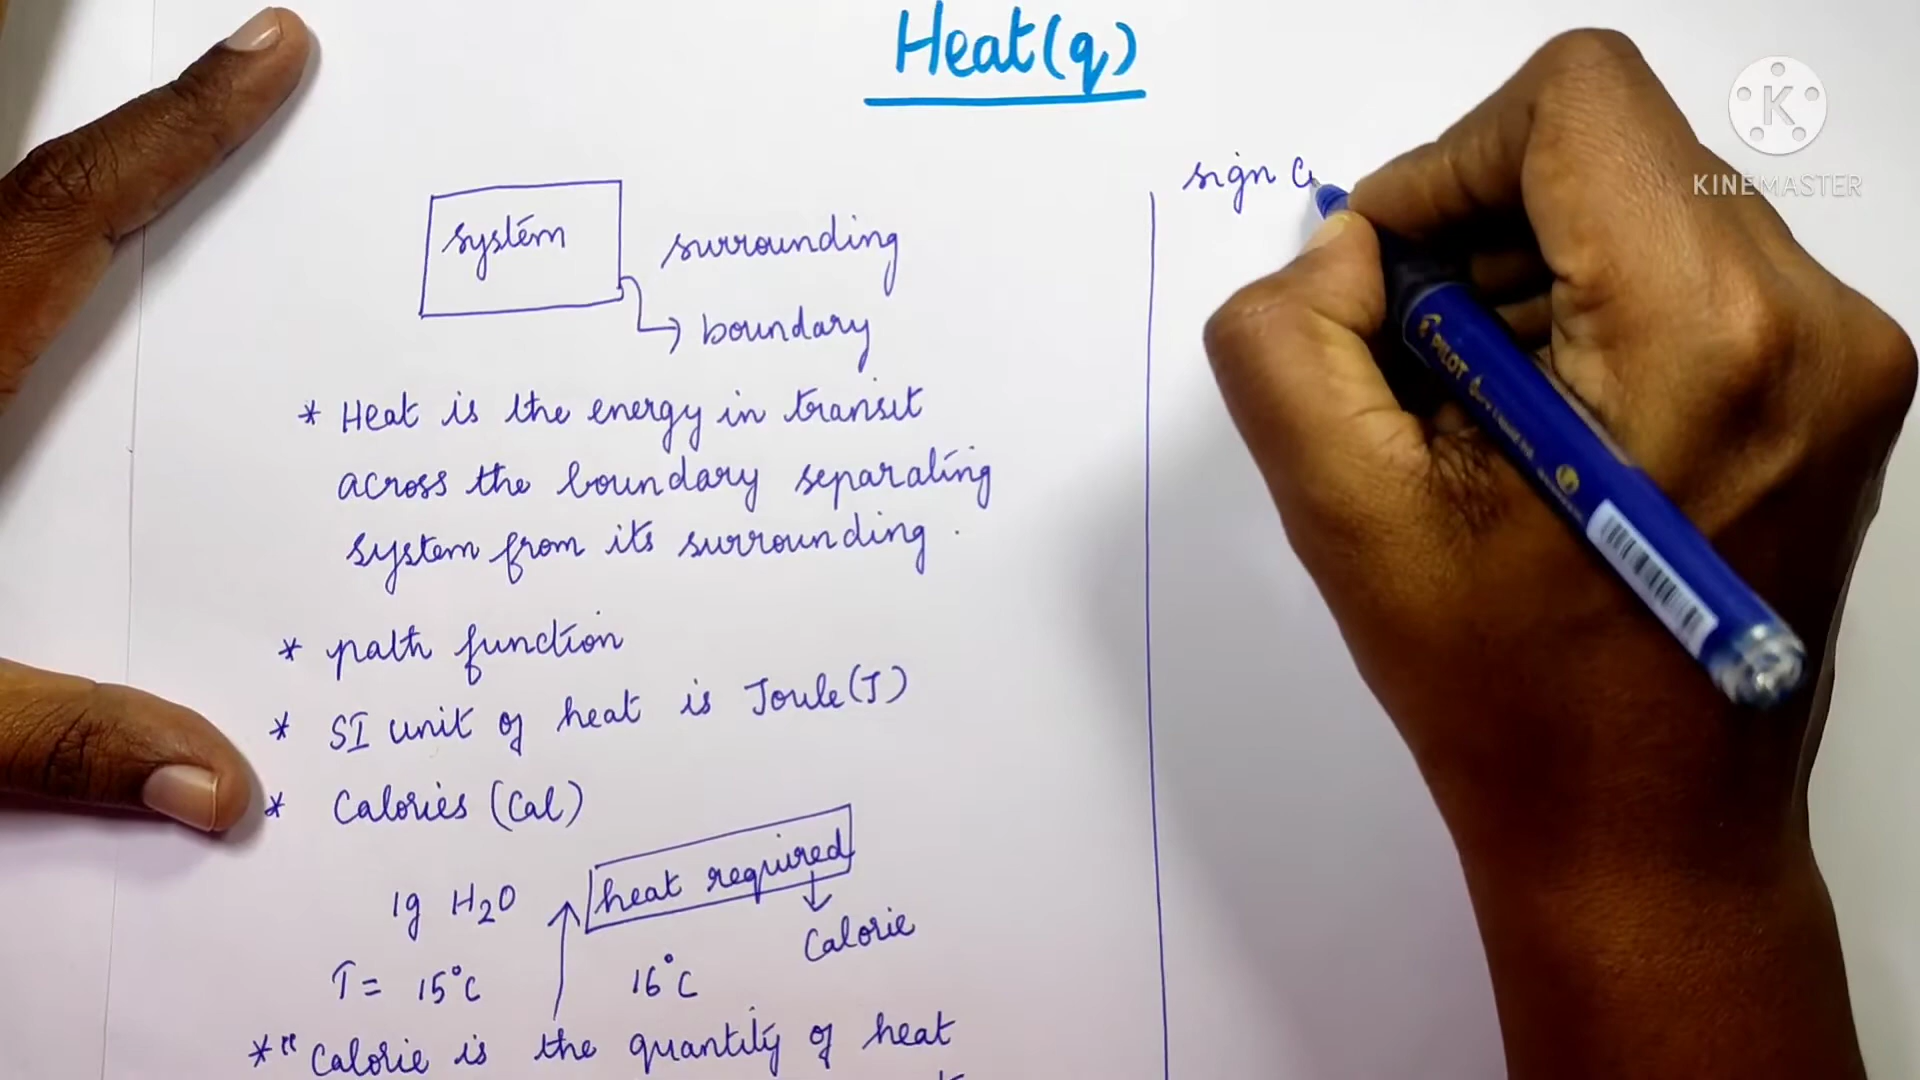 Heat(q)
system
surrounding
boundary
* Heat is the energy in transit
across the boundary separating
system from its surrounding.
* path function
* SI unit of heat is Joule(J)
* Calories (Cal)
1g H2O
heat required
Calorie
T = 15°C
16°C
*" Calorie is the quantity of heat
sign C
KINEMASTER
PILOT